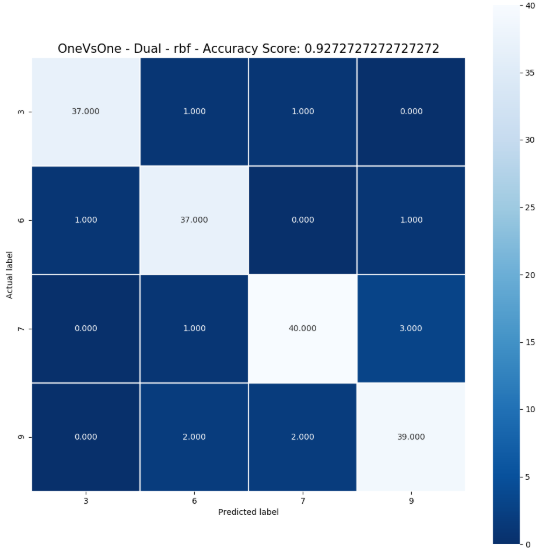 OneVsOne - Dual - rbf - Accuracy Score: 0.9272727272727272
40
35
30
25
20
15
10
5
0
Actual label
3
37.000 1.000 1.000 0.000
6
1.000 37.000 0.000 1.000
7
0.000 1.000 40.000 3.000
9
0.000 2.000 2.000 39.000
3 6 7 9
Predicted label